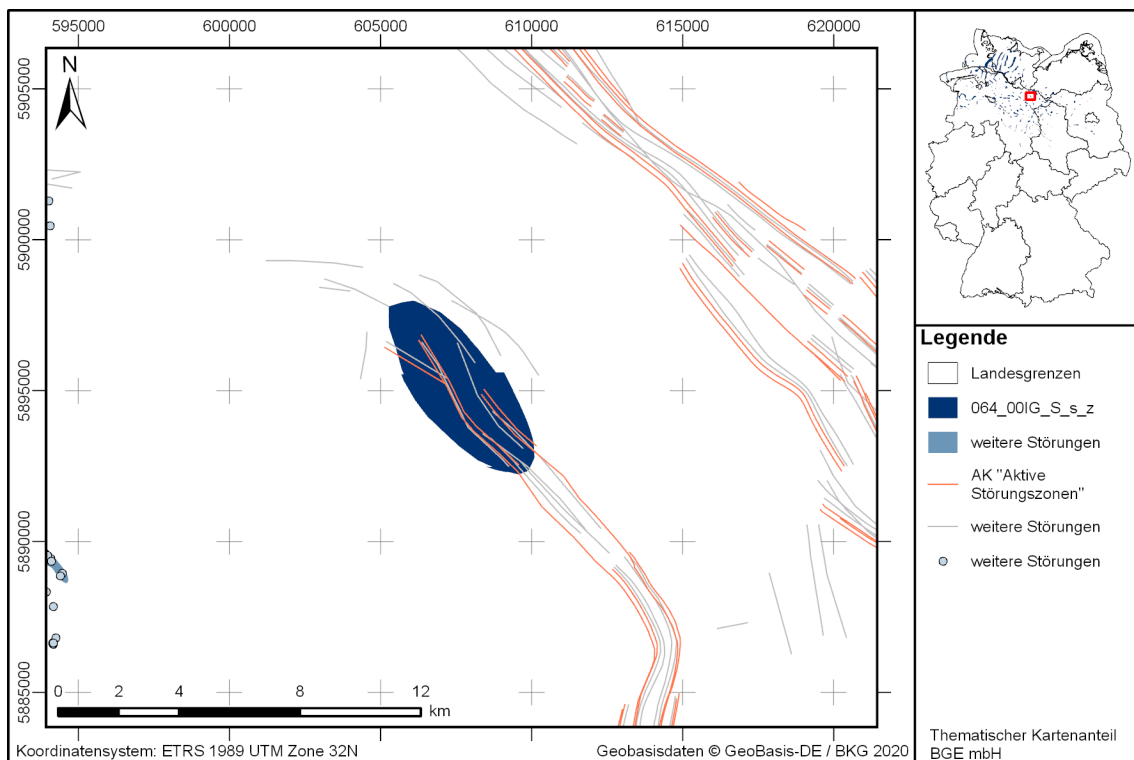 595000 600000 605000 610000 615000 620000
5905000
5900000
5895000
5890000
5885000
N
0 2 4 8 12
km
Koordinatensystem: ETRS 1989 UTM Zone 32N
Geobasisdaten © GeoBasis-DE / BKG 2020
Legende
Landesgrenzen
064_00IG_S_s_z
weitere Störungen
AK "Aktive
Störungszonen"
weitere Störungen
weitere Störungen
Thematischer Kartenanteil
BGE mbH